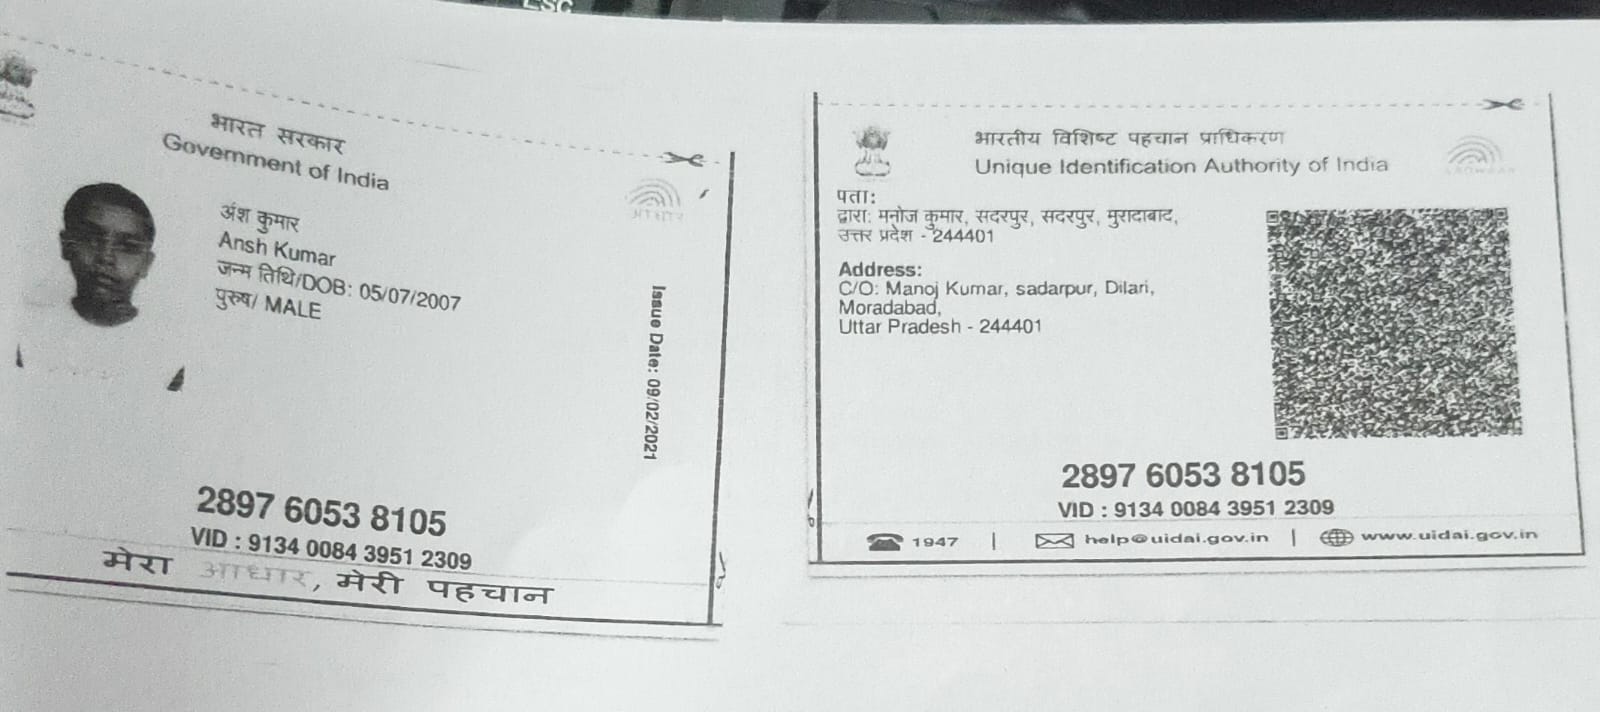 ESC
भारत सरकार
Government of India
आधार
अंश कुमार
Ansh Kumar
जन्म तिथि/DOB: 05/07/2007
पुरुष/ MALE
Issue Date: 09/02/2021
2897 6053 8105
VID : 9134 0084 3951 2309
मेरा आधार, मेरी पहचान
भारतीय विशिष्ट पहचान प्राधिकरण
Unique Identification Authority of India
AADHAAR
पता:
द्वारा: मनोज कुमार, सदरपुर, सदरपुर, मुरादाबाद,
उत्तर प्रदेश - 244401
Address:
C/O: Manoj Kumar, sadarpur, Dilari,
Moradabad,
Uttar Pradesh - 244401
2897 6053 8105
VID : 9134 0084 3951 2309
1947 | help@uidai.gov.in | www.uidai.gov.in